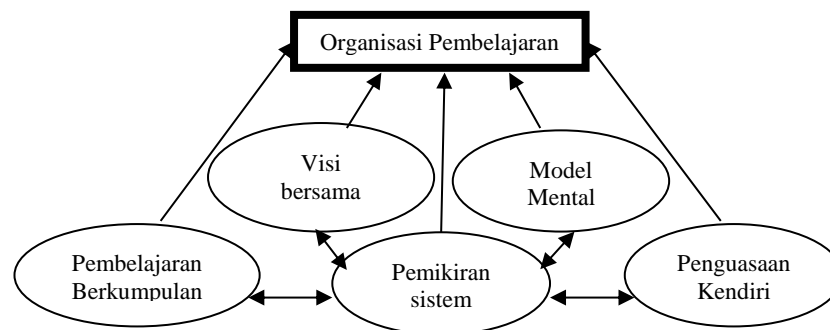 Organisasi Pembelajaran
Visi
bersama
Model
Mental
Pembelajaran
Berkumpulan
Pemikiran
sistem
Penguasaan
Kendiri